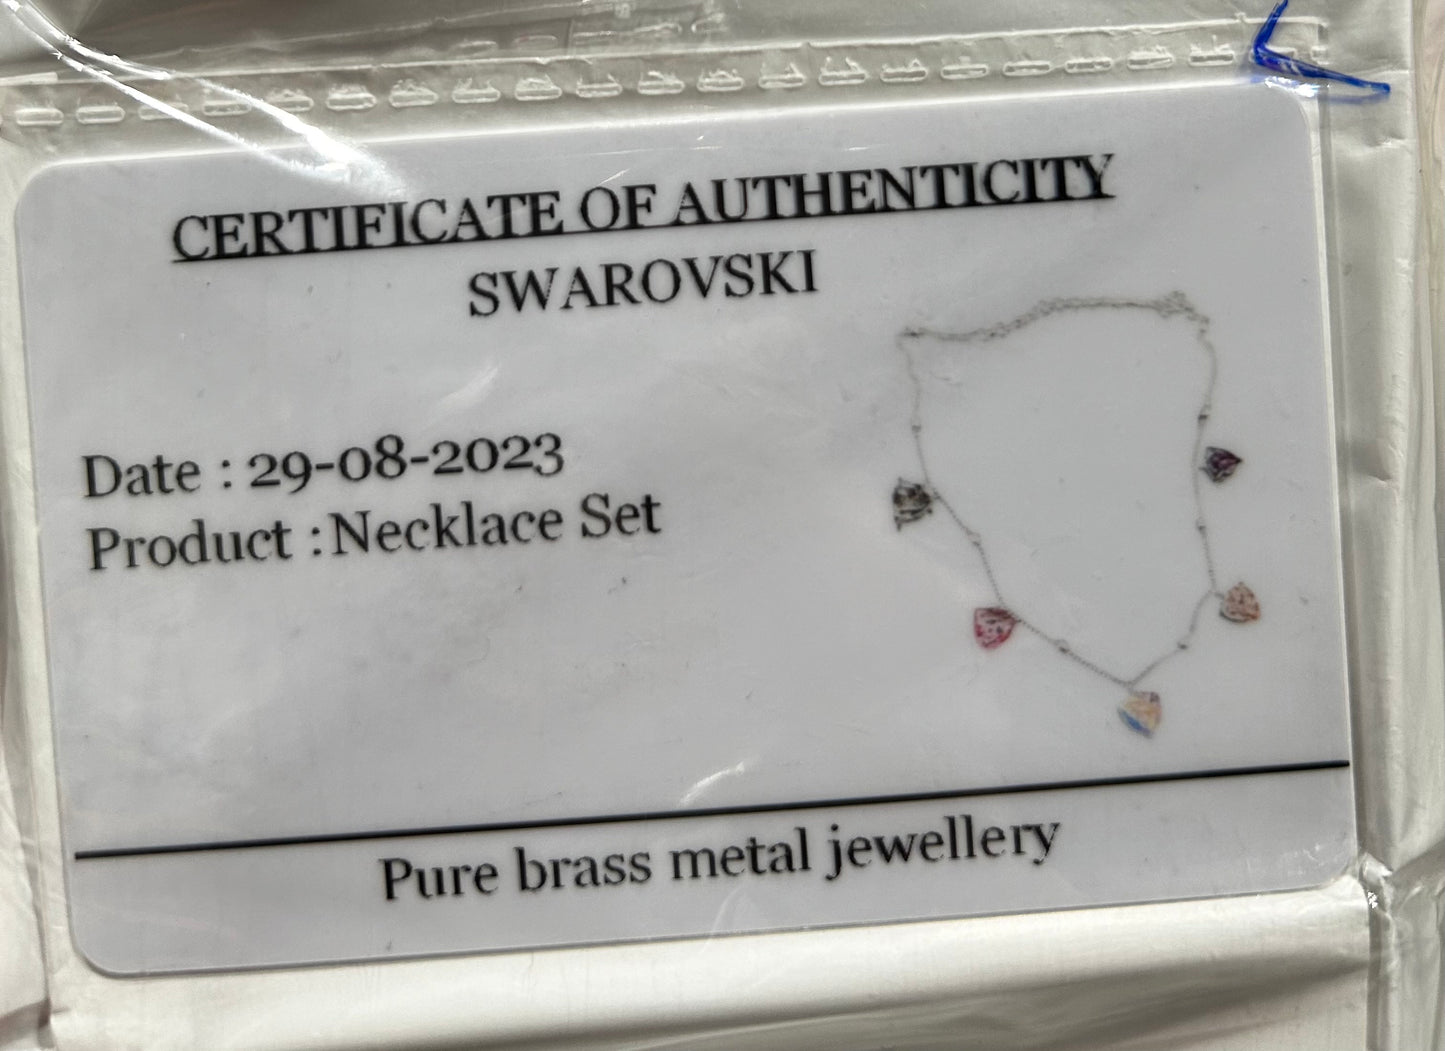 CERTIFICATE OF AUTHENTICITY
SWAROVSKI
Date : 29-08-2023
Product :Necklace Set
Pure brass metal jewellery